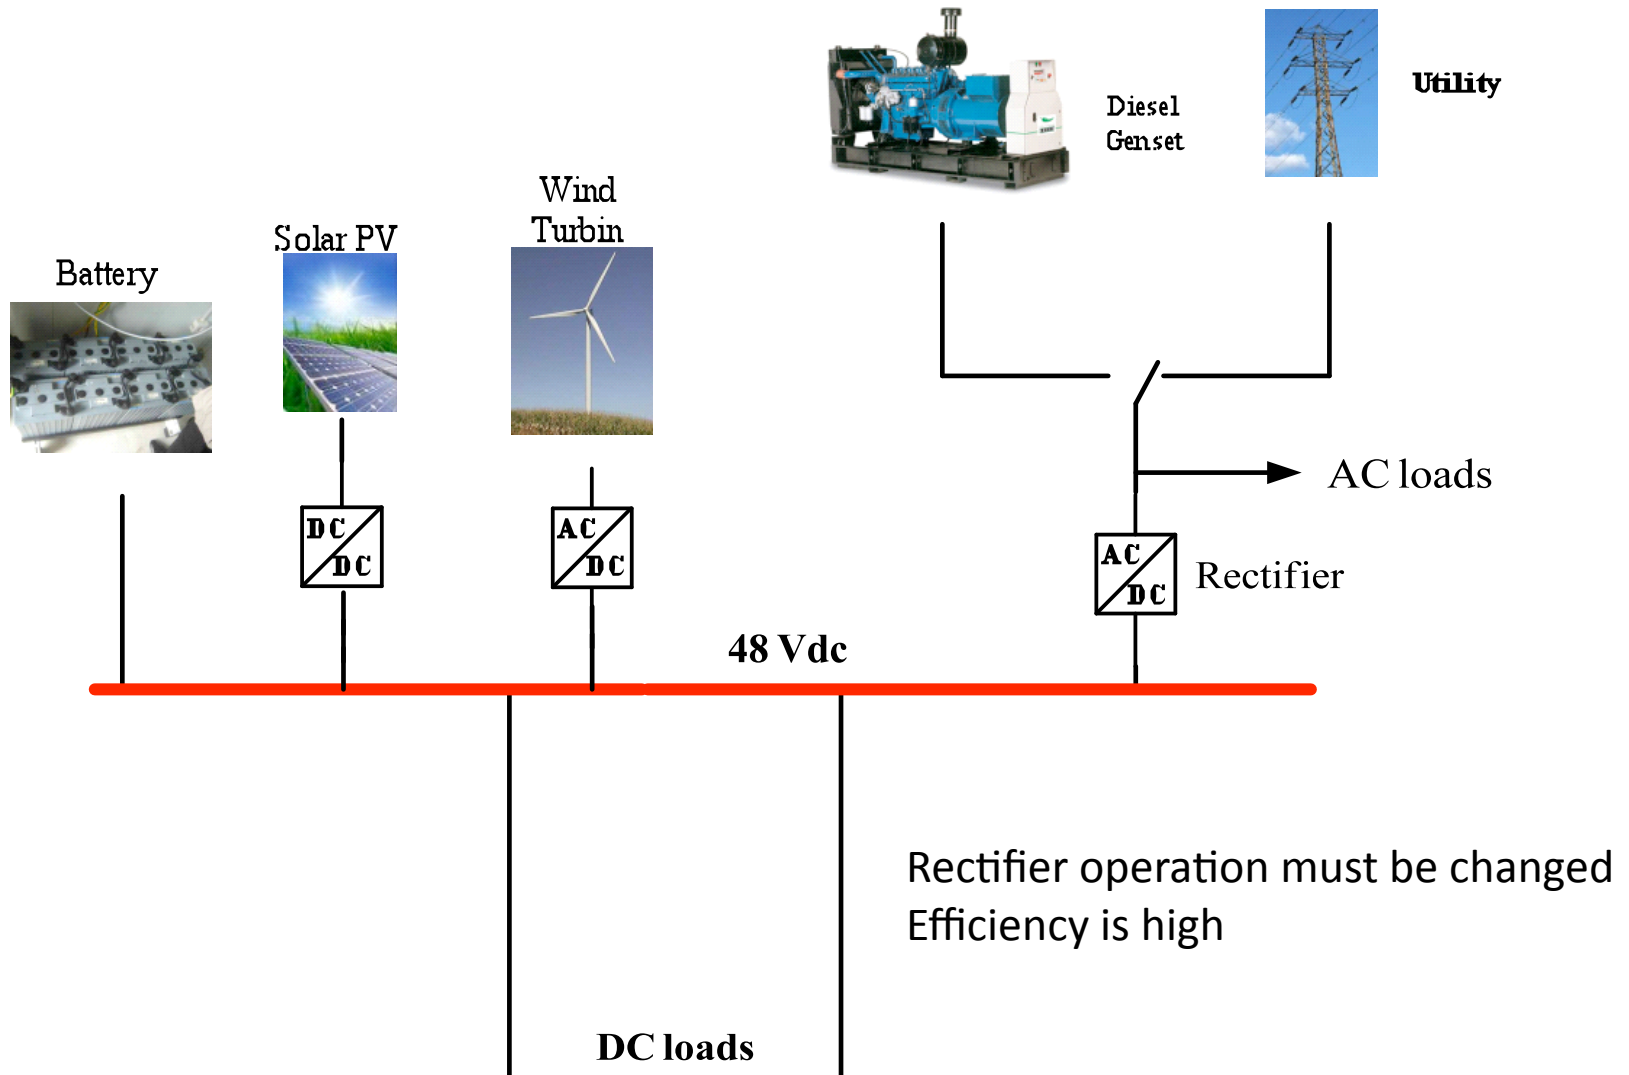 Diesel
Genset
Utility
Wind
Turbin
Solar PV
Battery
AC loads
DC
DC
AC
DC
AC
DC
Rectifier
48 Vdc
Rectifier operation must be changed
Efficiency is high
DC loads